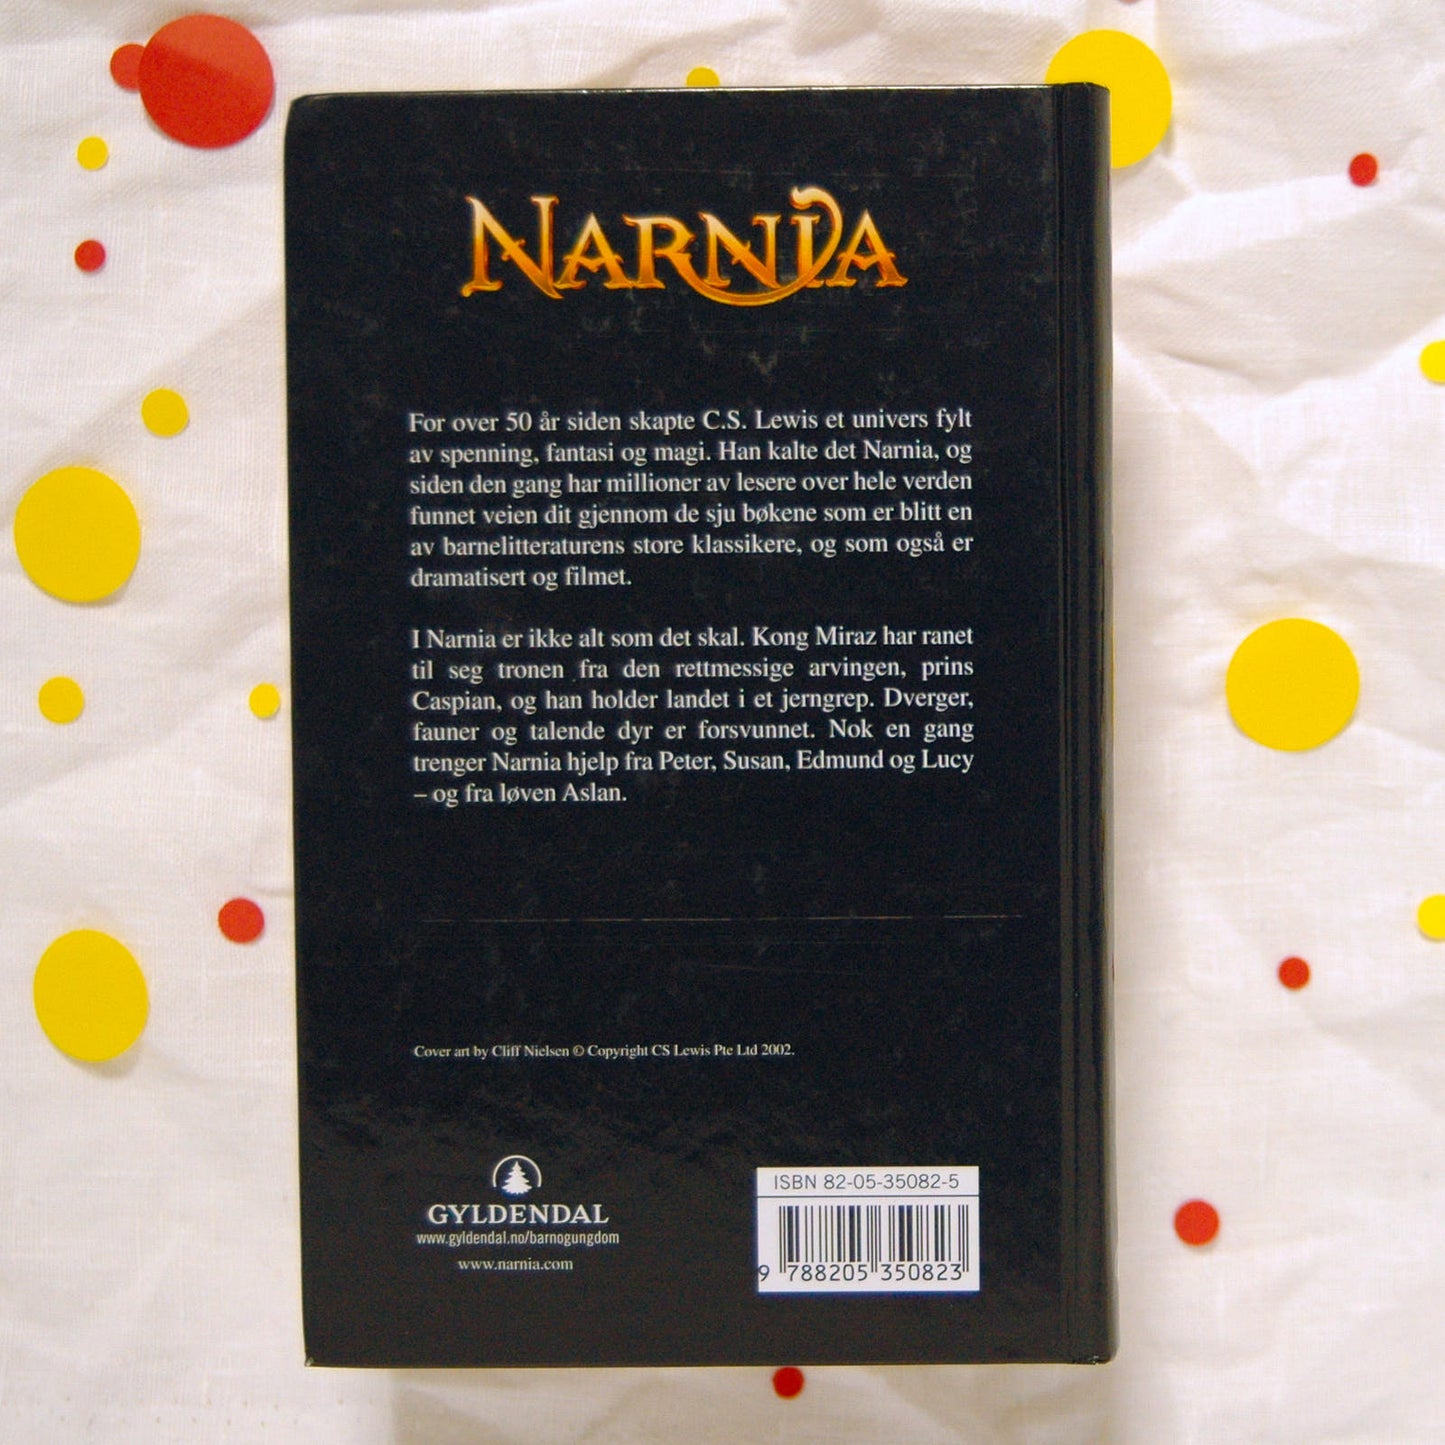 NARNIA
For over 50 år siden skapte C.S. Lewis et univers fylt
av spenning, fantasi og magi. Han kalte det Narnia, og
siden den gang har millioner av lesere over hele verden
funnet veien dit gjennom de sju bøkene som er blitt en
av barnelitteraturens store klassikere, og som også er
dramatisert og filmet.
I Narnia er ikke alt som det skal. Kong Miraz har ranet
til seg tronen fra den rettmessige arvingen, prins
Caspian, og han holder landet i et jerngrep. Dverger,
fauner og talende dyr er forsvunnet. Nok en gang
trenger Narnia hjelp fra Peter, Susan, Edmund og Lucy
– og fra løven Aslan.
Cover art by Cliff Nielsen © Copyright CS Lewis Pte Ltd 2002.
GYLDENDAL
www.gyldendal.no/barnogungdom
www.narnia.com
ISBN 82-05-35082-5
9 788205 350823